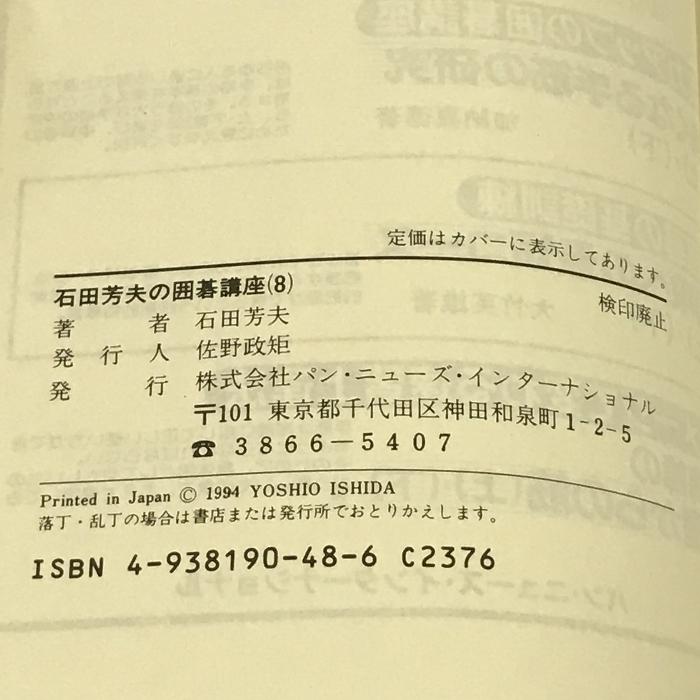 定価はカバーに表示してあります。
石田芳夫の囲碁講座(8)
検印廃止
著者 石田芳夫
発行人 佐野政矩
発行 株式会社パン・ニューズ・インターナショナル
〒101 東京都千代田区神田和泉町1-2-5
☎ 3866-5407
Printed in Japan © 1994 YOSHIO ISHIDA
落丁・乱丁の場合は書店または発行所でおとりかえします。
ISBN 4-938190-48-6 C2376